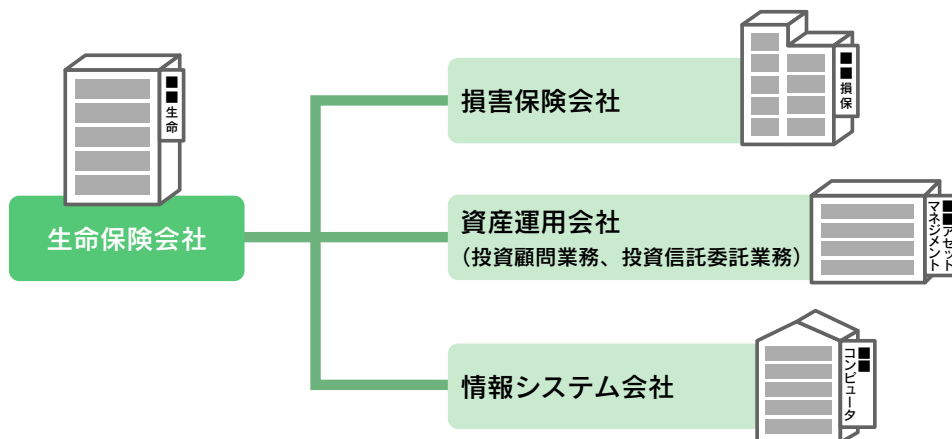 ■■生命
生命保険会社
損害保険会社
■■損保
資産運用会社
（投資顧問業務、投資信託委託業務）
■■アセット
マネジメント
情報システム会社
■■コンピュータ